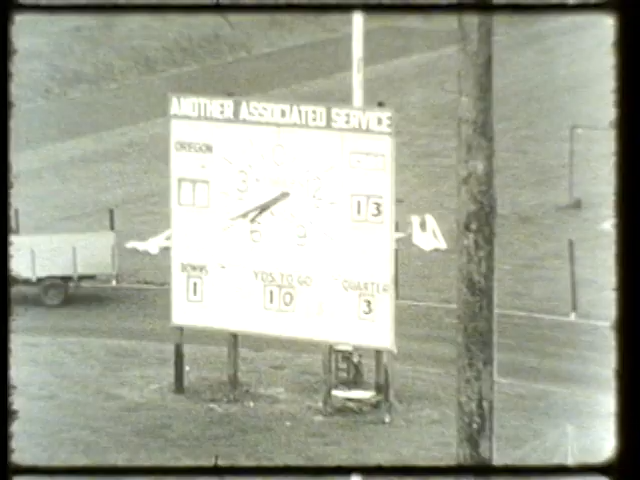 ANOTHER ASSOCIATED SERVICE
OREGON
13
DOWNS
1
YDS. TO GO
10
QUARTER
3